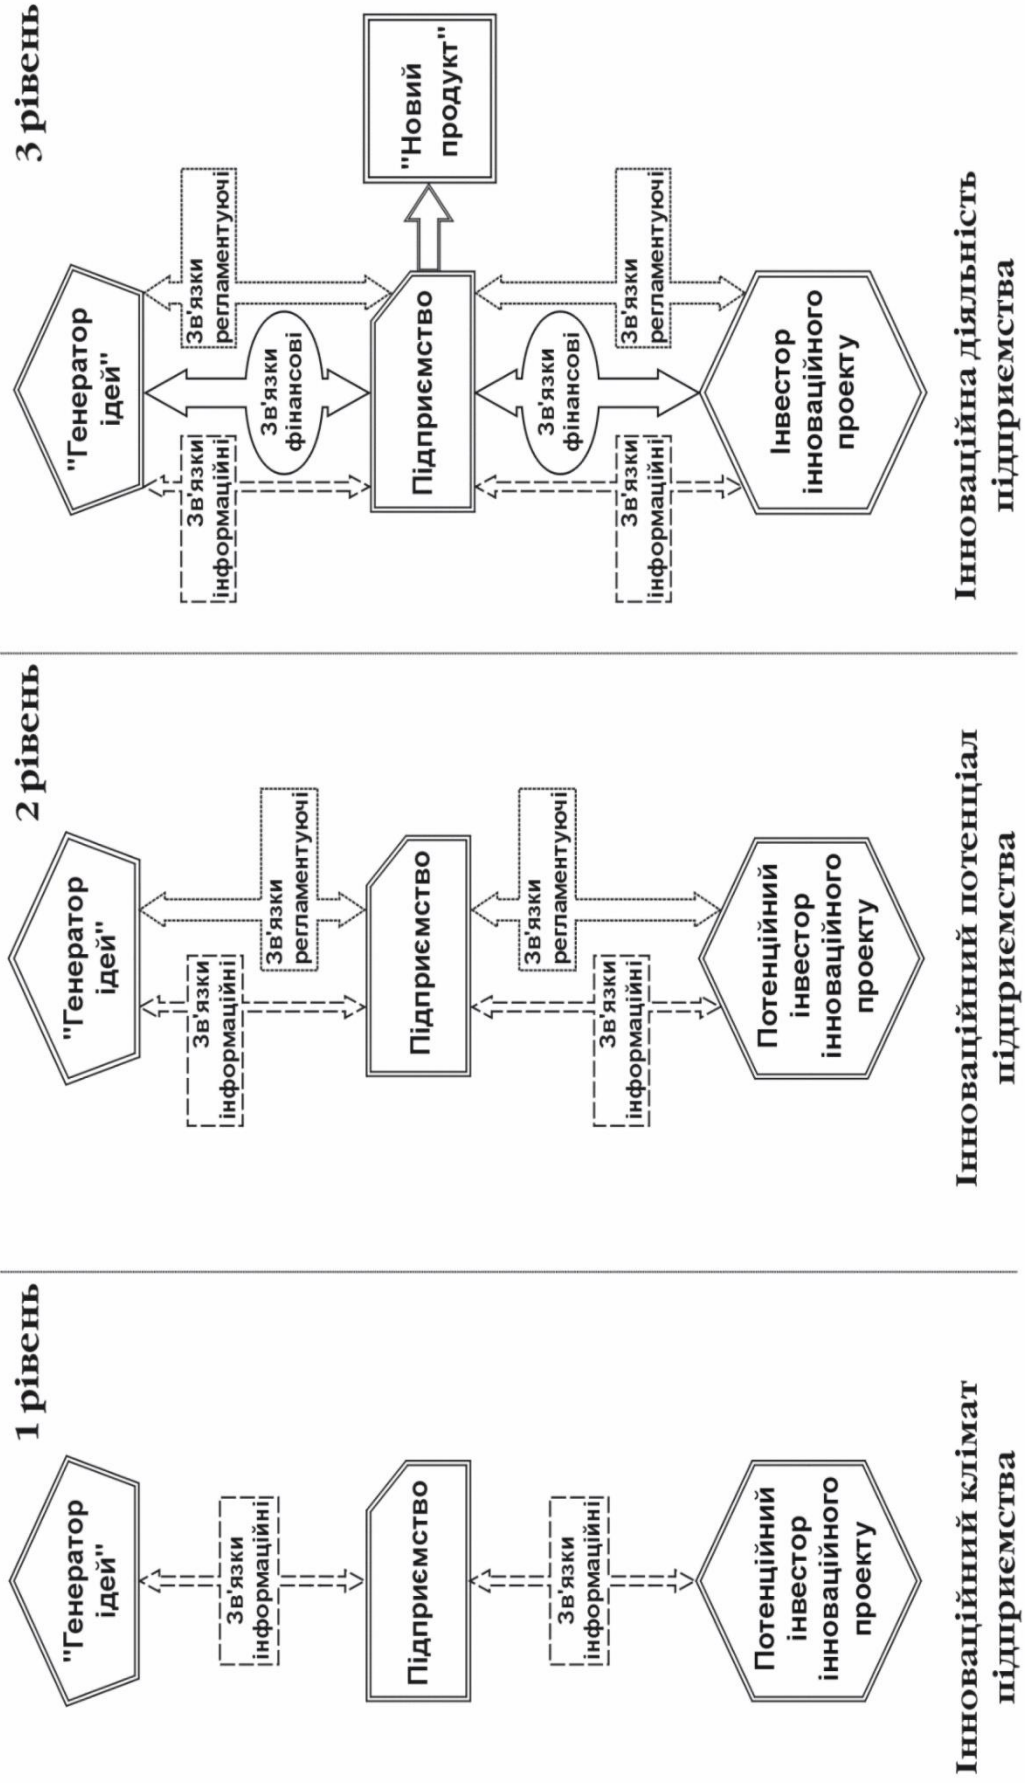 1 рівень
"Генератор
ідей"
Зв'язки
інформаційні
Підприємство
Зв'язки
інформаційні
Потенційний
інвестор
інноваційного
проекту
Інноваційний клімат
підприємства
2 рівень
"Генератор
ідей"
Зв'язки
інформаційні
Зв'язки
регламентуючі
Підприємство
Зв'язки
інформаційні
Зв'язки
регламентуючі
Потенційний
інвестор
інноваційного
проекту
Інноваційний потенціал
підприємства
3 рівень
"Генератор
ідей"
Зв'язки
інформаційні
Зв'язки
фінансові
Зв'язки
регламентуючі
Підприємство
"Новий
продукт"
Зв'язки
інформаційні
Зв'язки
фінансові
Зв'язки
регламентуючі
Інвестор
інноваційного
проекту
Інноваційна діяльність
підприємства